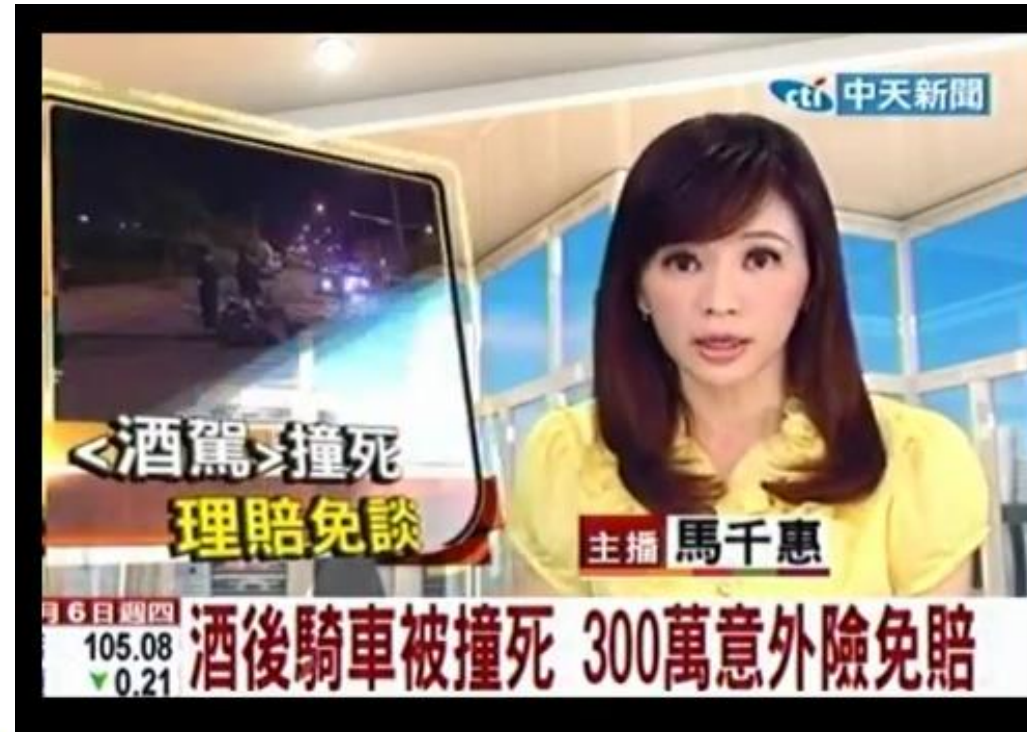 cti 中天新聞
<酒駕>撞死
理賠免談
主播 馬千惠
月6日週四
105.08
▼0.21
酒後騎車被撞死 300萬意外險免賠